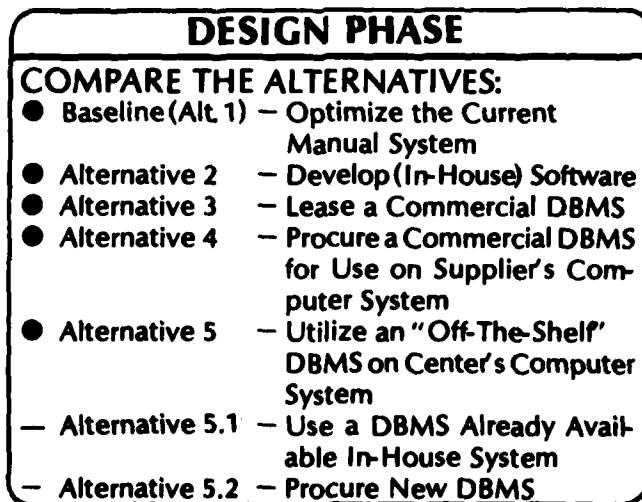 DESIGN PHASE
COMPARE THE ALTERNATIVES:
● Baseline (Alt. 1) — Optimize the Current
Manual System
● Alternative 2 — Develop (In-House) Software
● Alternative 3 — Lease a Commercial DBMS
● Alternative 4 — Procure a Commercial DBMS
for Use on Supplier's Com-
puter System
● Alternative 5 — Utilize an "Off-The-Shelf"
DBMS on Center's Computer
System
— Alternative 5.1 — Use a DBMS Already Avail-
able In-House System
— Alternative 5.2 — Procure New DBMS